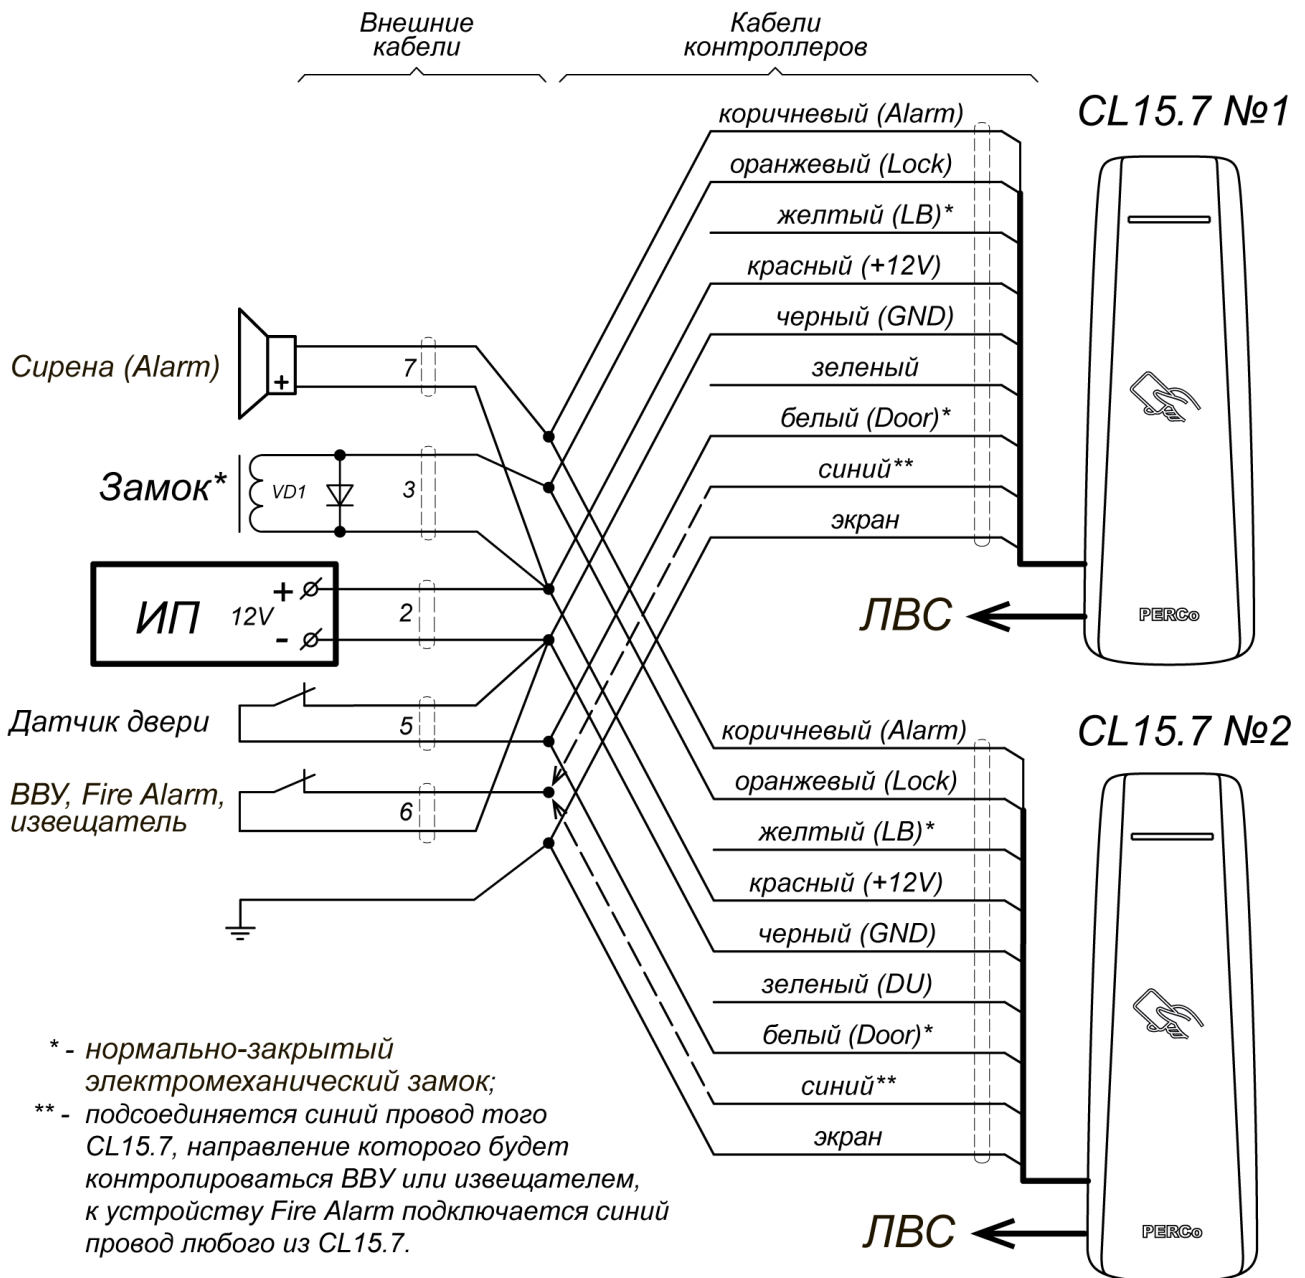 Внешние
кабели
Кабели
контроллеров
CL15.7 №1
коричневый (Alarm)
оранжевый (Lock)
желтый (LB)*
красный (+12V)
черный (GND)
зеленый
белый (Door)*
синий**
экран
ЛВС
PERCo
Сирена (Alarm)
+
7
Замок*
VD1
3
ИП
12V
+
-
2
Датчик двери
5
ВВУ, Fire Alarm,
извещатель
6
CL15.7 №2
коричневый (Alarm)
оранжевый (Lock)
желтый (LB)*
красный (+12V)
черный (GND)
зеленый (DU)
белый (Door)*
синий**
экран
ЛВС
PERCo
* - нормально-закрытый
электромеханический замок;
** - подсоединяется синий провод того
CL15.7, направление которого будет
контролироваться ВВУ или извещателем,
к устройству Fire Alarm подключается синий
провод любого из CL15.7.